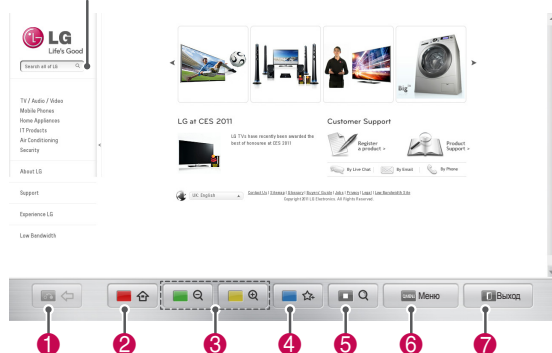 LG
Life's Good
Search all of LG
TV / Audio / Video
Mobile Phones
Home Appliances
IT Products
Air Conditioning
Security
About LG
Support
Experience LG
Low Bandwidth
Big
LG at CES 2011
LG TVs have recently been awarded the
best of honoree at CES 2011
Customer Support
Register
a product >
Product
Support >
By Live Chat
By Email
By Phone
UK: English
Contact Us | Sitemap | Glossary | Buyers' Guide | Jobs | Privacy | Legal | Low Bandwidth Site
Copyright 2011 LG Electronics. All Rights Reserved.
Меню
Выход
1 2 3 4 5 6 7